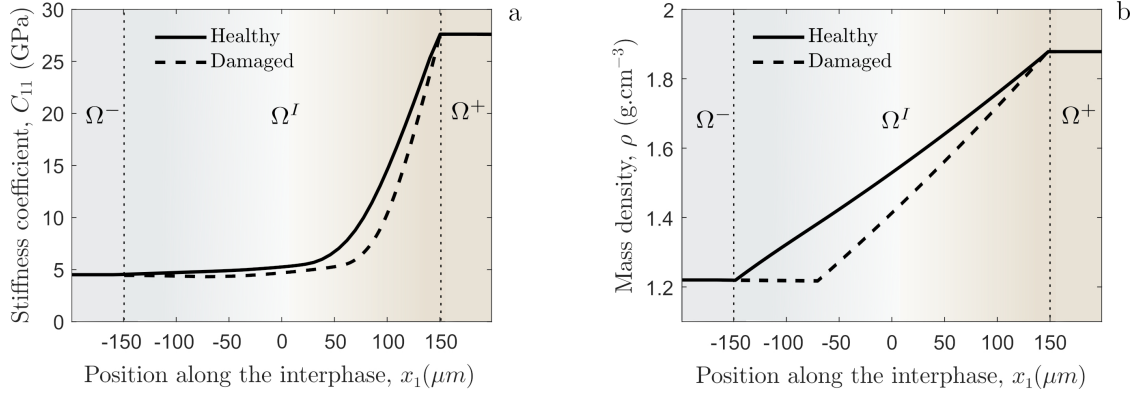 a
30
25
20
15
10
5
0
Stiffness coefficient, C₁₁ (GPa)
Healthy
Damaged
Ω⁻
Ωᴵ
Ω⁺
-150 -100 -50 0 50 100 150
Position along the interphase, x₁(μm)
b
2
1.8
1.6
1.4
1.2
Mass density, ρ (g.cm⁻³)
Healthy
Damaged
Ω⁻
Ωᴵ
Ω⁺
-150 -100 -50 0 50 100 150
Position along the interphase, x₁(μm)